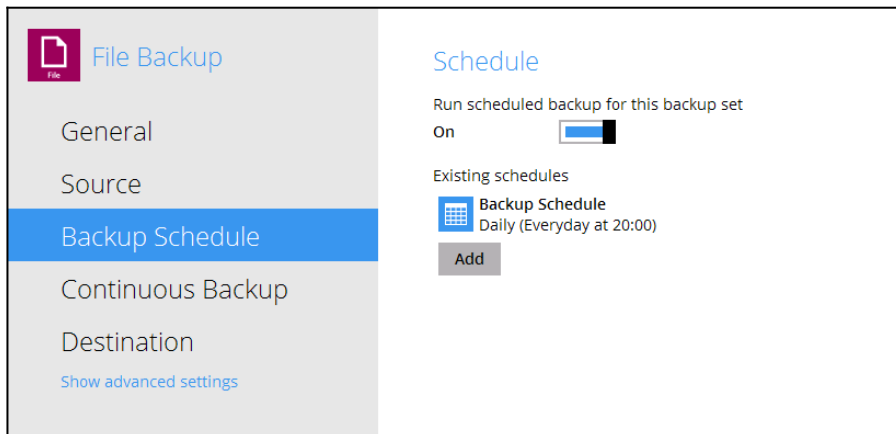 File
File Backup
General
Source
Backup Schedule
Continuous Backup
Destination
Show advanced settings
Schedule
Run scheduled backup for this backup set
On
Existing schedules
Backup Schedule
Daily (Everyday at 20:00)
Add